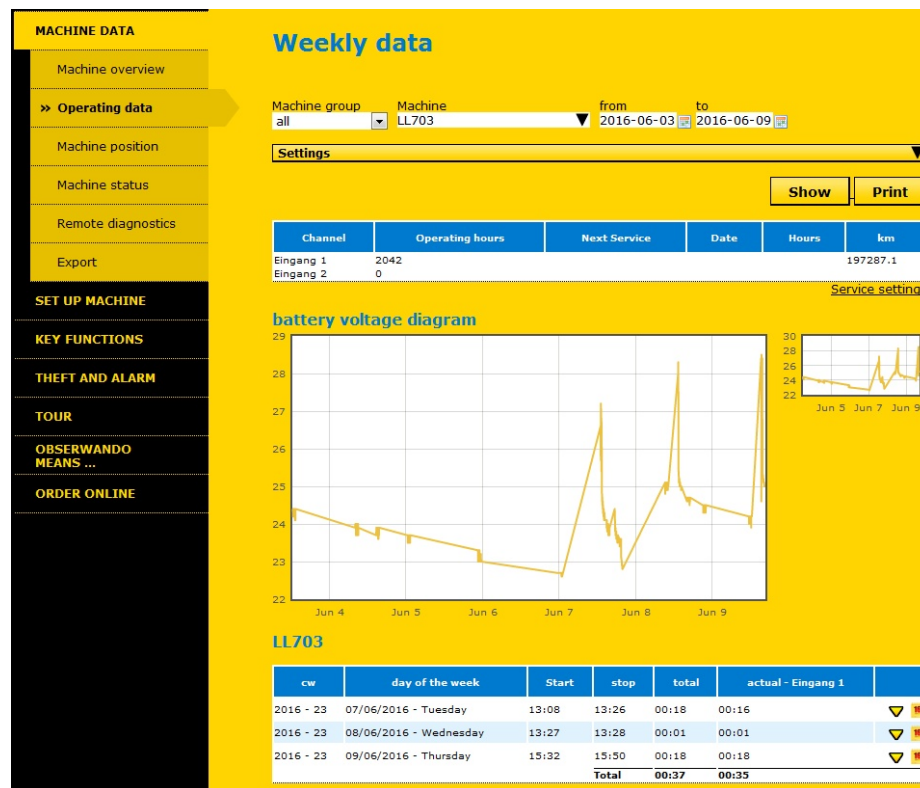 MACHINE DATA
Machine overview
» Operating data
Machine position
Machine status
Remote diagnostics
Export
SET UP MACHINE
KEY FUNCTIONS
THEFT AND ALARM
TOUR
OBSERWANDO
MEANS ...
ORDER ONLINE
Weekly data
Machine group Machine from to
all LL703 2016-06-03 2016-06-09
Settings
Show Print
Channel Operating hours Next Service Date Hours km
Eingang 1 2042 197287.1
Eingang 2 0
Service setting
battery voltage diagram
29
28
27
26
25
24
23
22
Jun 4 Jun 5 Jun 6 Jun 7 Jun 8 Jun 9
30
28
26
24
22
Jun 5 Jun 7 Jun 9
LL703
cw day of the week Start stop total actual - Eingang 1
2016 - 23 07/06/2016 - Tuesday 13:08 13:26 00:18 00:16
2016 - 23 08/06/2016 - Wednesday 13:27 13:28 00:01 00:01
2016 - 23 09/06/2016 - Thursday 15:32 15:50 00:18 00:18
Total 00:37 00:35